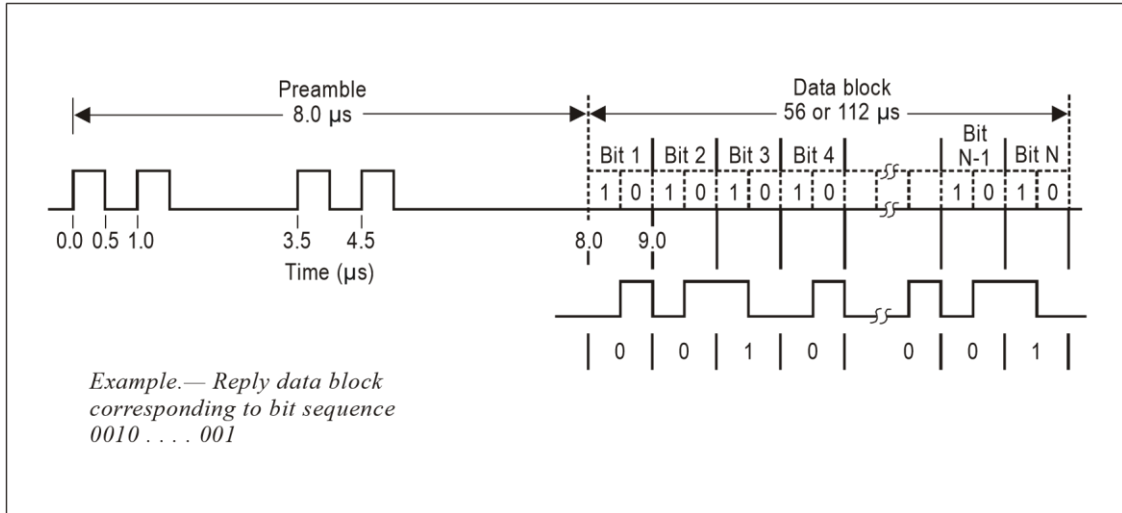 Preamble
8.0 µs
Data block
56 or 112 µs
Bit 1 Bit 2 Bit 3 Bit 4 Bit N-1 Bit N
1 0 1 0 1 0 1 0 1 0 1 0
0.0 0.5 1.0 3.5 4.5 8.0 9.0
Time (µs)
0 0 1 0 0 0 1
Example.— Reply data block
corresponding to bit sequence
0010 . . . . 001